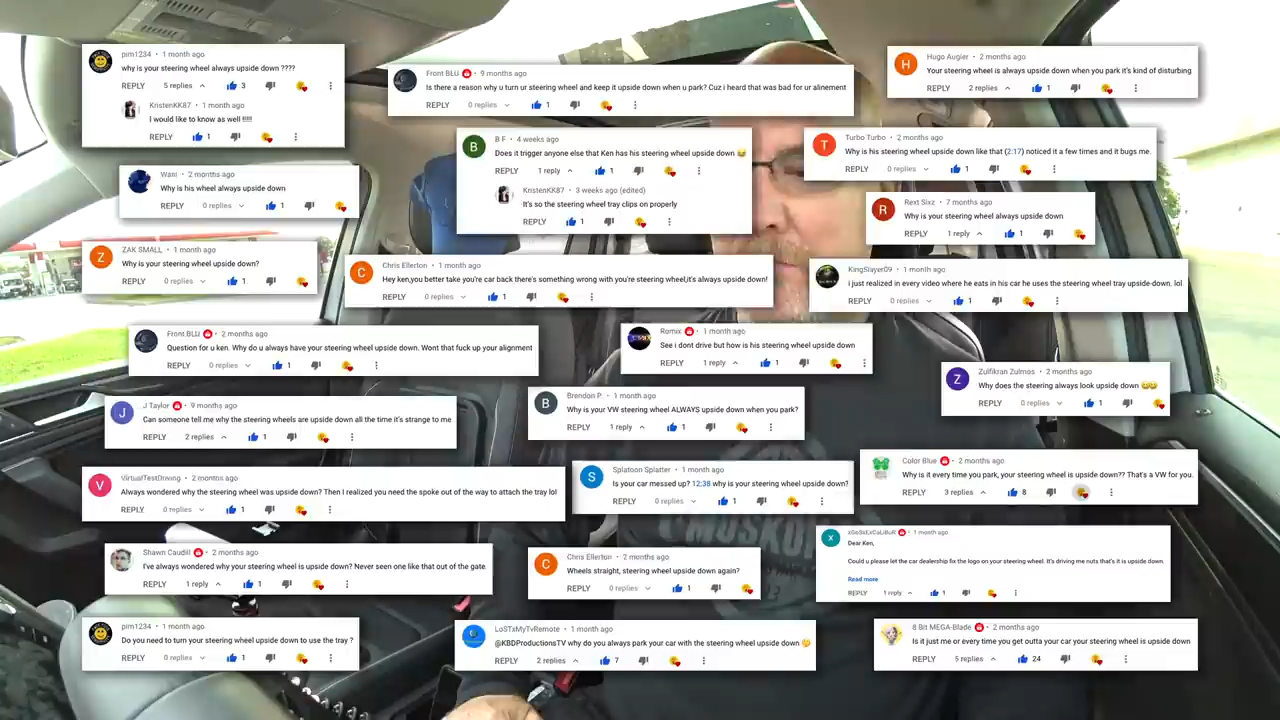 pim1234 • 1 month ago
why is your steering wheel always upside down ????
REPLY 5 replies 3
KristenKK87 • 1 month ago
I would like to know as well !!!!!
REPLY 1
Front BLU • 9 months ago
Is there a reason why u turn ur steering wheel and keep it upside down when u park? Cuz i heard that was bad for ur alinement
REPLY 0 replies 1
Hugo Augier • 2 months ago
Your steering wheel is always upside down when you park it's kind of disturbing
REPLY 2 replies 1
B F • 4 weeks ago
Does it trigger anyone else that Ken has his steering wheel upside down 😂
REPLY 1 reply 1
KristenKK87 • 3 weeks ago (edited)
It's so the steering wheel tray clips on properly
REPLY 1
Turbo Turbo • 2 months ago
Why is his steering wheel upside down like that (2:17) noticed it a few times and it bugs me.
REPLY 0 replies 1
Wani • 2 months ago
Why is his wheel always upside down
REPLY 0 replies 1
Rext Sixz • 7 months ago
Why is your steering wheel always upside down
REPLY 1 reply 1
ZAK SMALL • 1 month ago
Why is your steering wheel upside down?
REPLY 0 replies 1
Chris Ellerton • 1 month ago
Hey ken,you better take you're car back there's something wrong with you're steering wheel,it's always upside down!
REPLY 0 replies 1
KingSlayer09 • 1 month ago
i just realized in every video where he eats in his car he uses the steering wheel tray upside-down. lol
REPLY 0 replies 1
Front BLU • 2 months ago
Question for u ken. Why do u always have your steering wheel upside down. Wont that fuck up your alignment
REPLY 0 replies 1
Romix • 1 month ago
See i dont drive but how is his steering wheel upside down
REPLY 1 reply 1
Zulfikran Zulmos • 2 months ago
Why does the steering always look upside down 😂😂
REPLY 0 replies 1
J Taylor • 9 months ago
Can someone tell me why the steering wheels are upside down all the time it's strange to me
REPLY 2 replies 1
Brendon P. • 1 month ago
Why is your VW steering wheel ALWAYS upside down when you park?
REPLY 1 reply 1
VirtualTestDriving • 2 months ago
Always wondered why the steering wheel was upside down? Then I realized you need the spoke out of the way to attach the tray lol
REPLY 0 replies 1
Splatoon Splatter • 1 month ago
Is your car messed up? 12:38 why is your steering wheel upside down?
REPLY 0 replies 1
Color Blue • 2 months ago
Why is it every time you park, your steering wheel is upside down?? That's a VW for you.
REPLY 3 replies 8
Shawn Caudill • 2 months ago
I've always wondered why your steering wheel is upside down? Never seen one like that out of the gate.
REPLY 1 reply 1
Chris Ellerton • 2 months ago
Wheels straight, steering wheel upside down again?
REPLY 0 replies 1
• 1 month ago
Dear Ken,
Could u please let the car dealership fix the logo on your steering wheel. It's driving me nuts that it is upside down.
Read more
REPLY 1 reply 1
pim1234 • 1 month ago
Do you need to turn your steering wheel upside down to use the tray ?
REPLY 0 replies 1
LoSTxMyTvRemote • 1 month ago
@KBDProductionsTV why do you always park your car with the steering wheel upside down 🤔
REPLY 2 replies 7
8 Bit MEGA-Blade • 2 months ago
Is it just me or every time you get outta your car your steering wheel is upside down
REPLY 5 replies 24